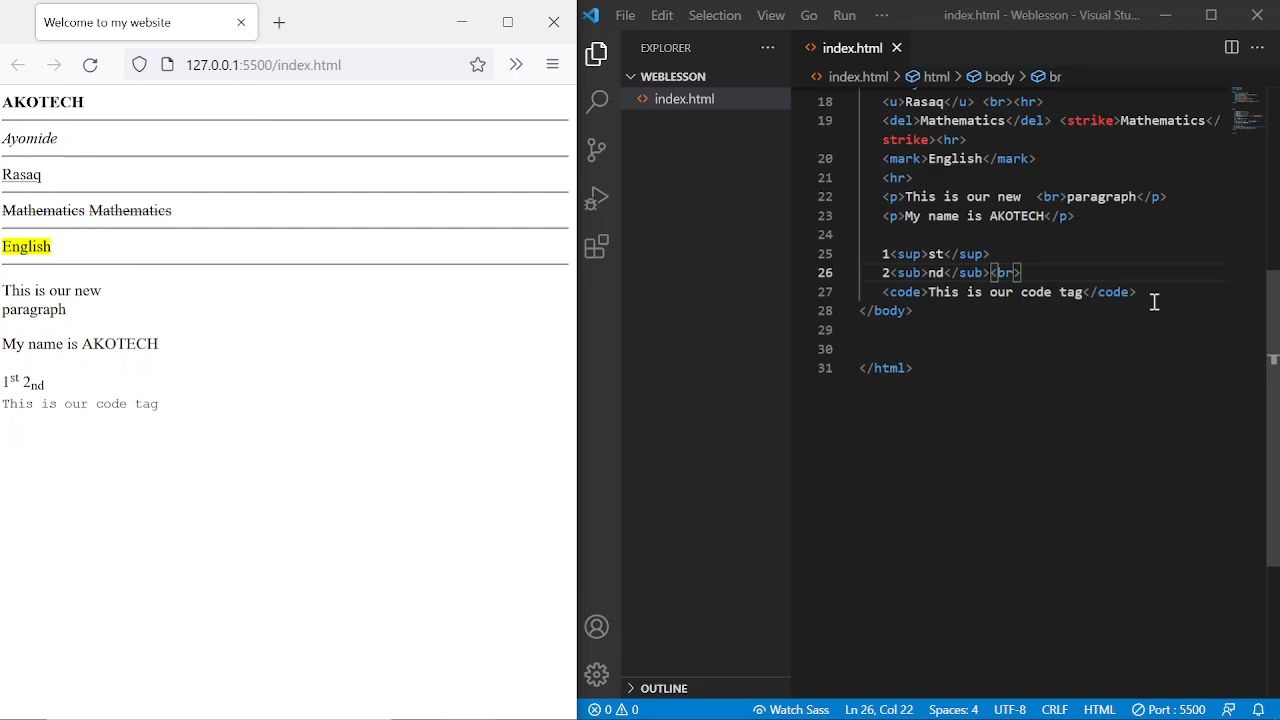 Welcome to my website
127.0.0.1:5500/index.html
AKOTECH
Ayomide
Rasaq
Mathematics Mathematics
English
This is our new
paragraph
My name is AKOTECH
1st 2nd
This is our code tag
File Edit Selection View Go Run ··· index.html - Weblesson - Visual Stu...
EXPLORER ···
WEBLESSON
index.html
OUTLINE
index.html
index.html > html > body > br
18 <u>Rasaq</u> <br><hr>
19 <del>Mathematics</del> <strike>Mathematics</
strike><hr>
20 <mark>English</mark>
21 <hr>
22 <p>This is our new  <br>paragraph</p>
23 <p>My name is AKOTECH</p>
24
25 1<sup>st</sup>
26 2<sub>nd</sub><br>
27 <code>This is our code tag</code>
28 </body>
29
30
31 </html>
0 0 Watch Sass Ln 26, Col 22 Spaces: 4 UTF-8 CRLF HTML Port : 5500